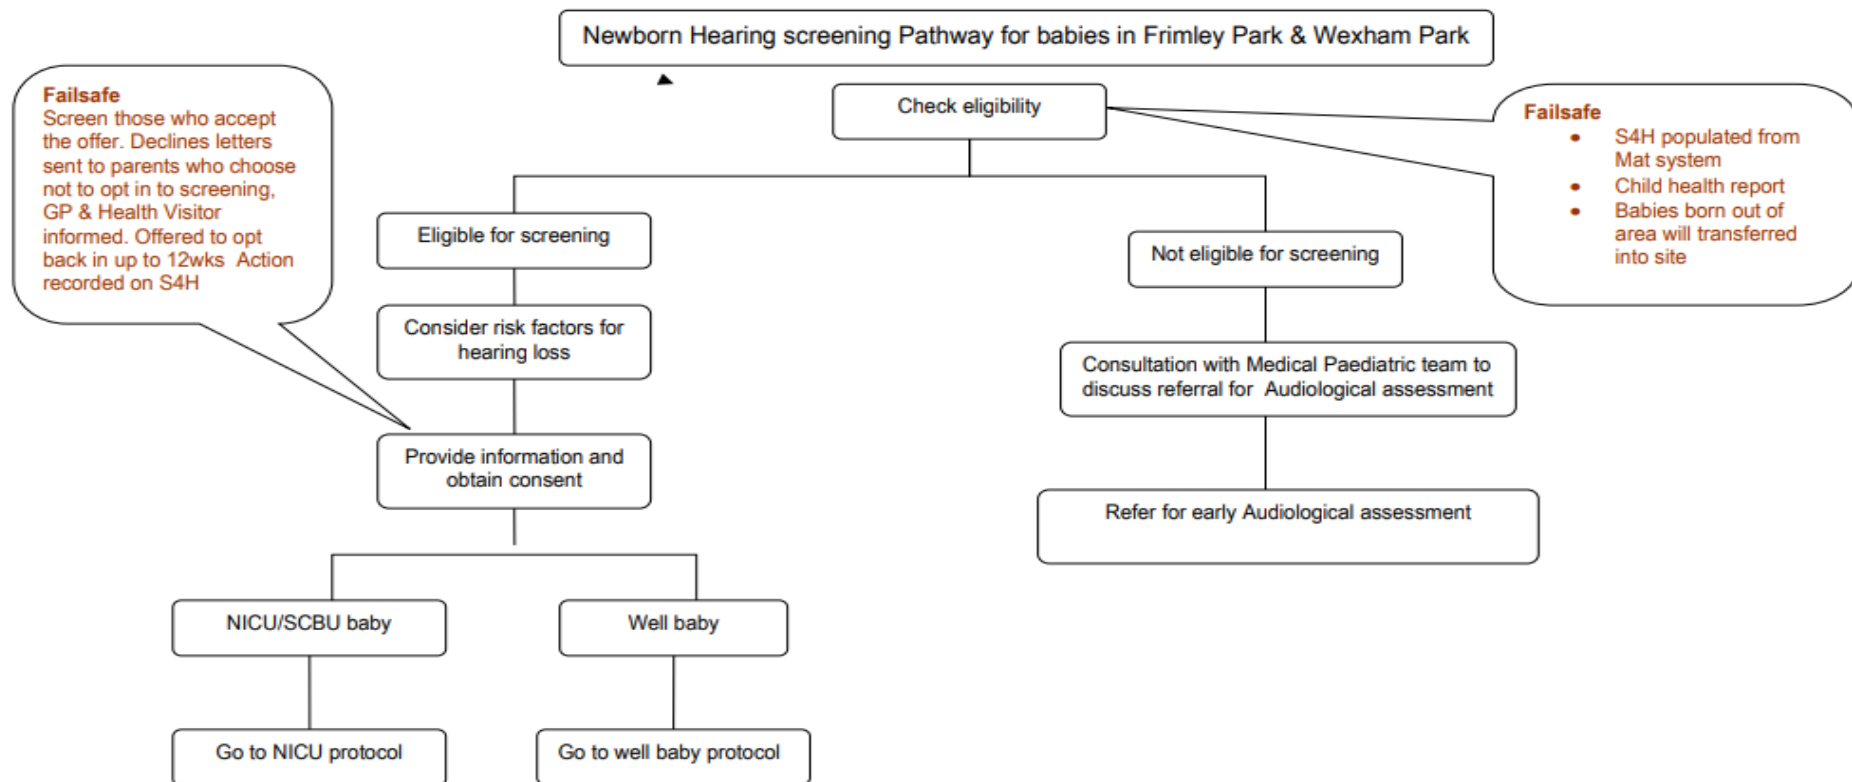 Newborn Hearing screening Pathway for babies in Frimley Park & Wexham Park
Failsafe
Screen those who accept
the offer. Declines letters
sent to parents who choose
not to opt in to screening,
GP & Health Visitor
informed. Offered to opt
back in up to 12wks  Action
recorded on S4H
Check eligibility
Failsafe
• S4H populated from
Mat system
• Child health report
• Babies born out of
area will transferred
into site
Eligible for screening
Not eligible for screening
Consider risk factors for
hearing loss
Consultation with Medical Paediatric team to
discuss referral for  Audiological assessment
Provide information and
obtain consent
Refer for early Audiological assessment
NICU/SCBU baby
Well baby
Go to NICU protocol
Go to well baby protocol